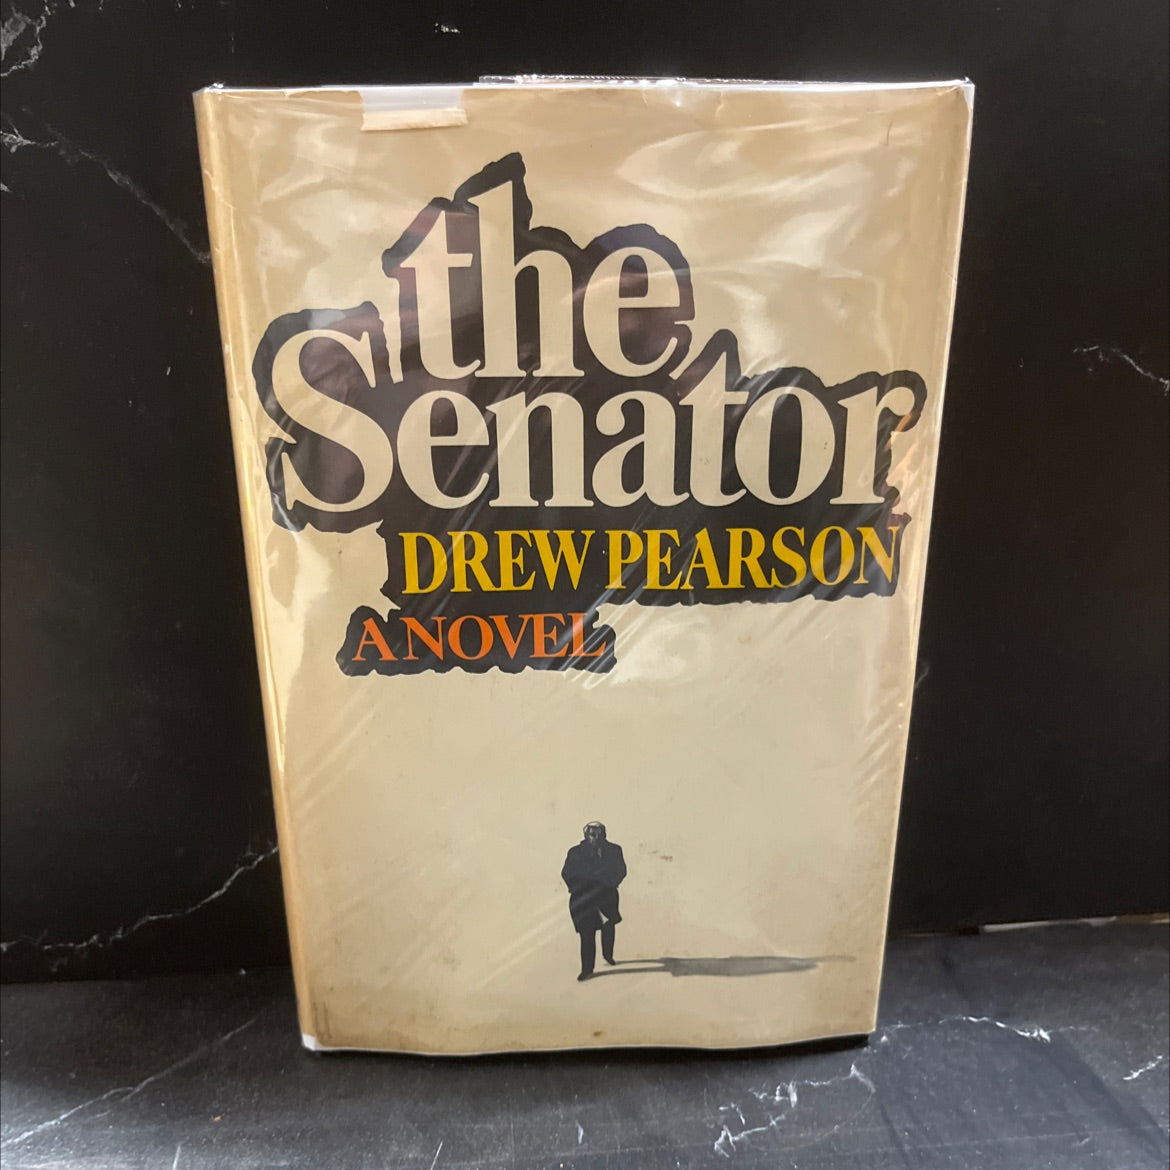 the
Senator
DREW PEARSON
A NOVEL